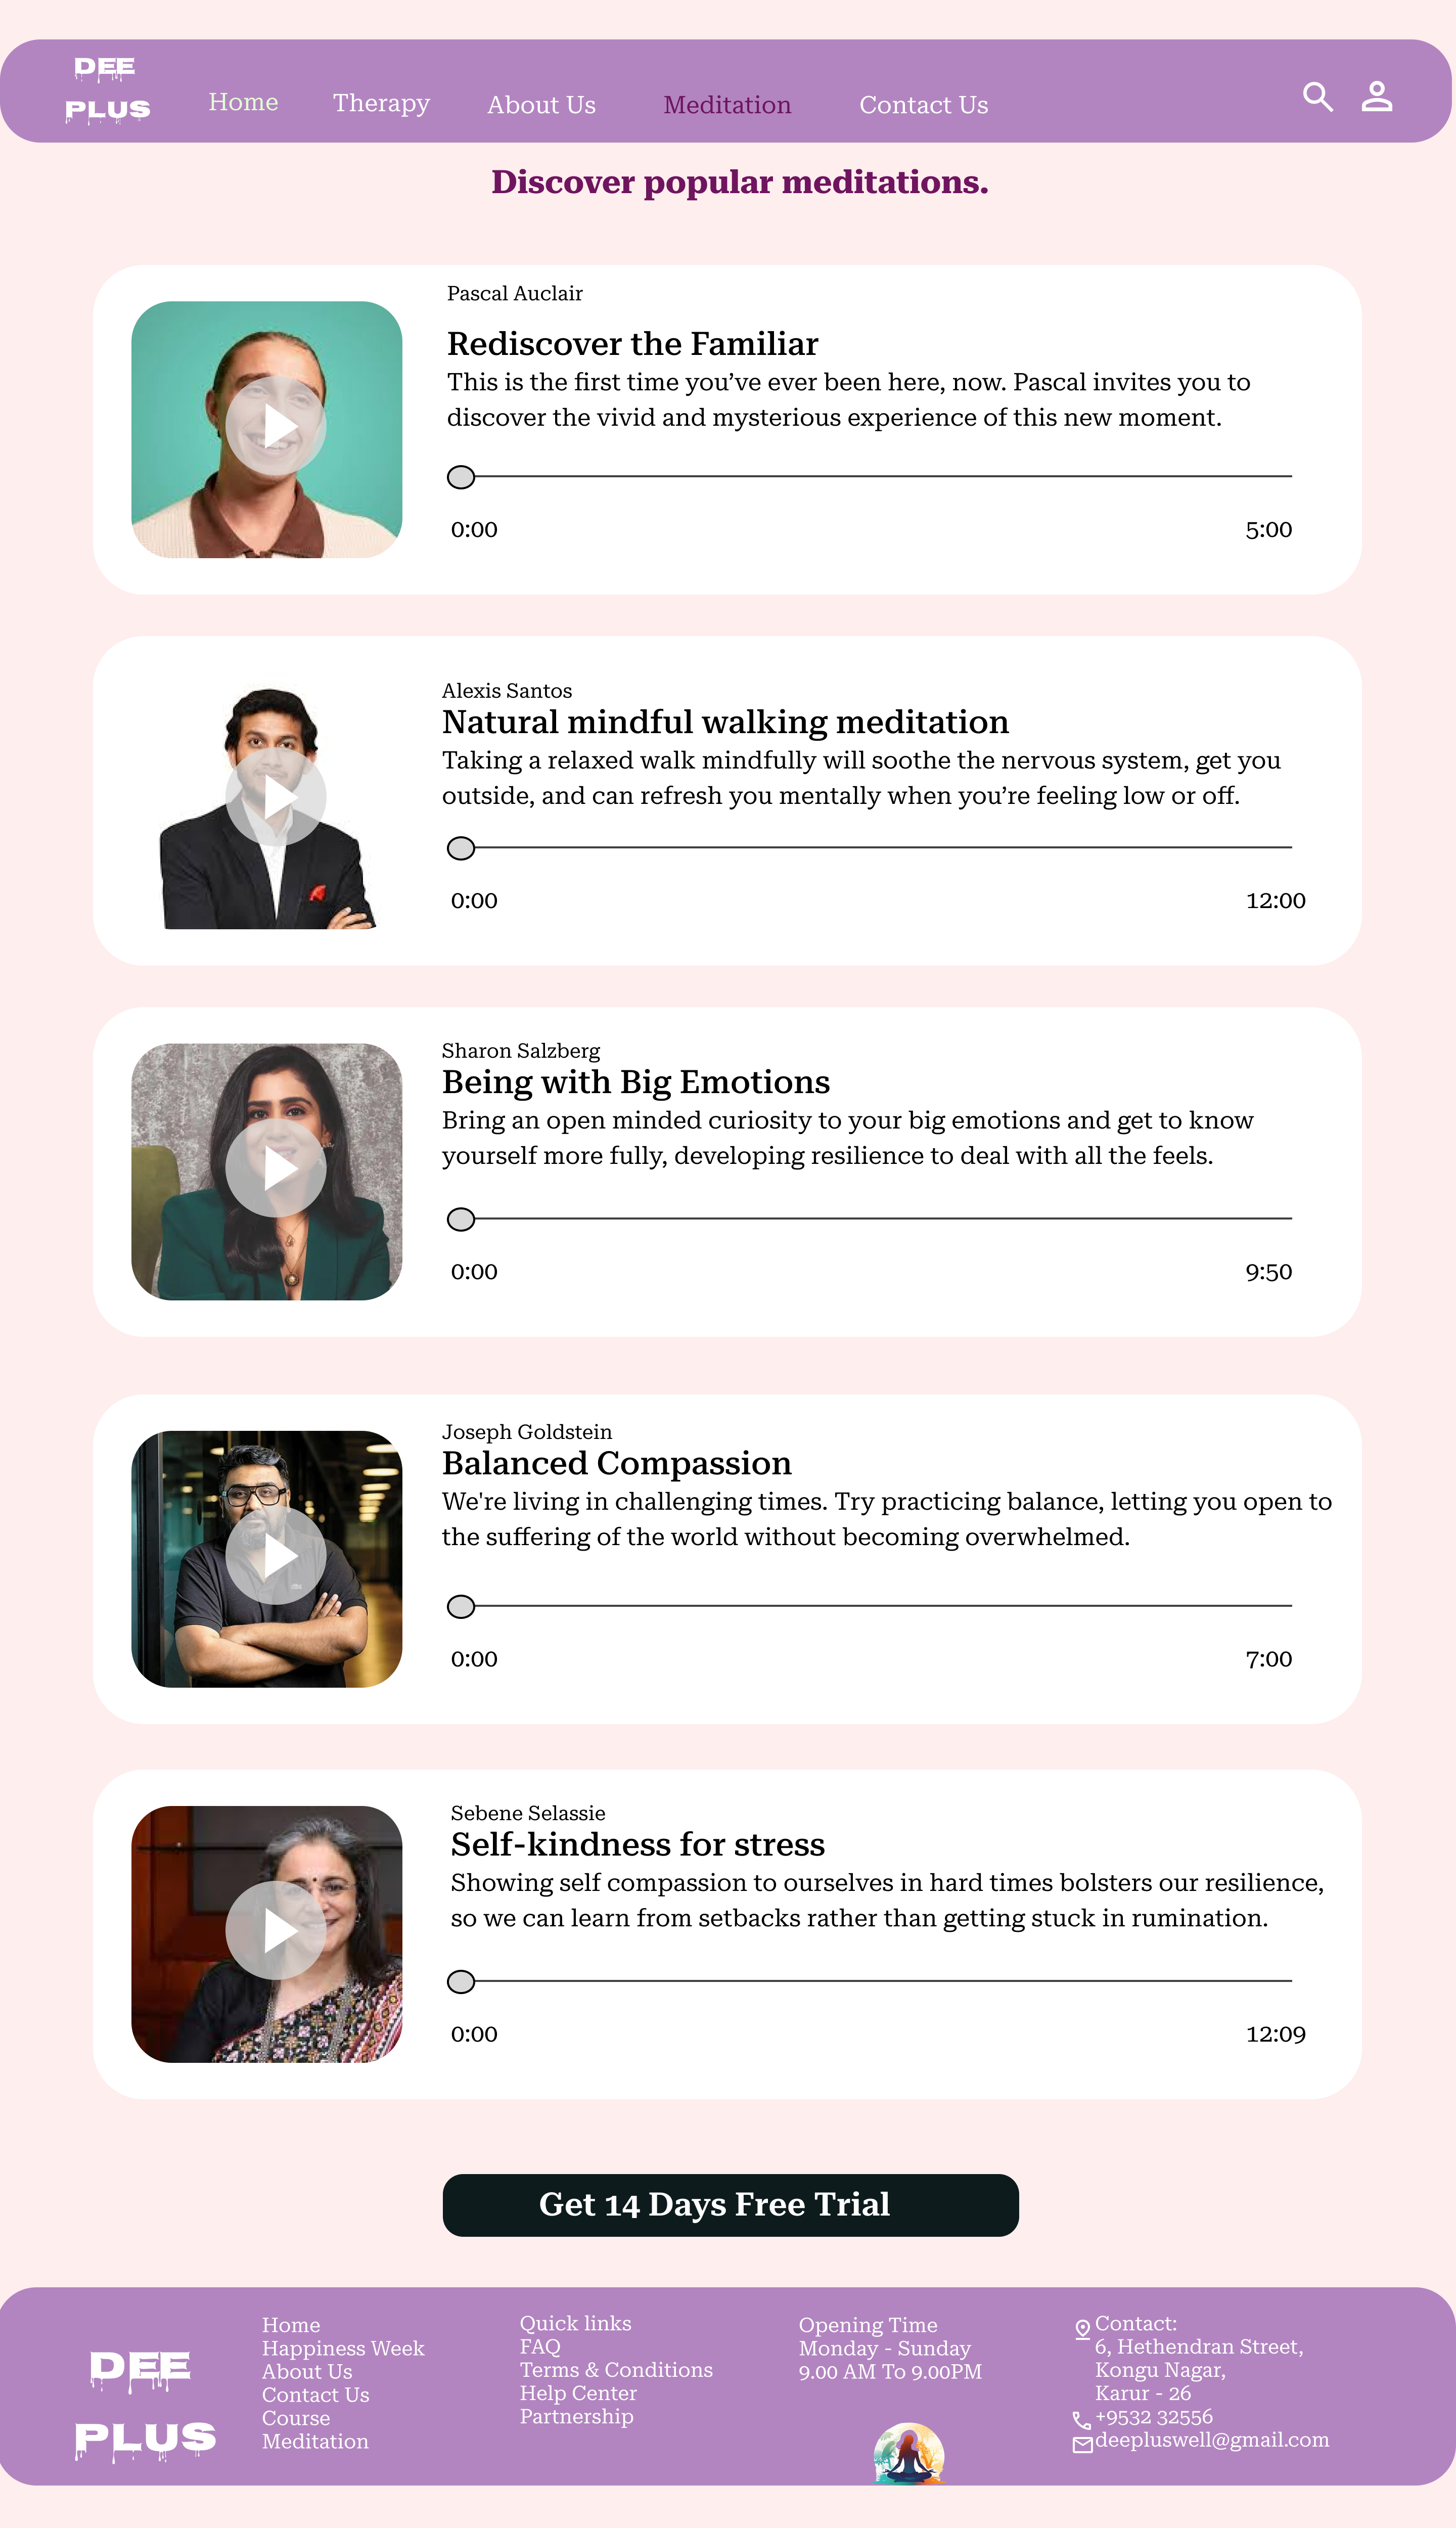 DEE
PLUS
Home
Therapy
About Us
Meditation
Contact Us
Discover popular meditations.
Pascal Auclair
Rediscover the Familiar
This is the first time you’ve ever been here, now. Pascal invites you to
discover the vivid and mysterious experience of this new moment.
0:00
5:00
Alexis Santos
Natural mindful walking meditation
Taking a relaxed walk mindfully will soothe the nervous system, get you
outside, and can refresh you mentally when you’re feeling low or off.
0:00
12:00
Sharon Salzberg
Being with Big Emotions
Bring an open minded curiosity to your big emotions and get to know
yourself more fully, developing resilience to deal with all the feels.
0:00
9:50
Joseph Goldstein
Balanced Compassion
We're living in challenging times. Try practicing balance, letting you open to
the suffering of the world without becoming overwhelmed.
0:00
7:00
Sebene Selassie
Self-kindness for stress
Showing self compassion to ourselves in hard times bolsters our resilience,
so we can learn from setbacks rather than getting stuck in rumination.
0:00
12:09
Get 14 Days Free Trial
DEE
PLUS
Home
Happiness Week
About Us
Contact Us
Course
Meditation
Quick links
FAQ
Terms & Conditions
Help Center
Partnership
Opening Time
Monday - Sunday
9.00 AM To 9.00PM
Contact:
6, Hethendran Street,
Kongu Nagar,
Karur - 26
+9532 32556
deepluswell@gmail.com